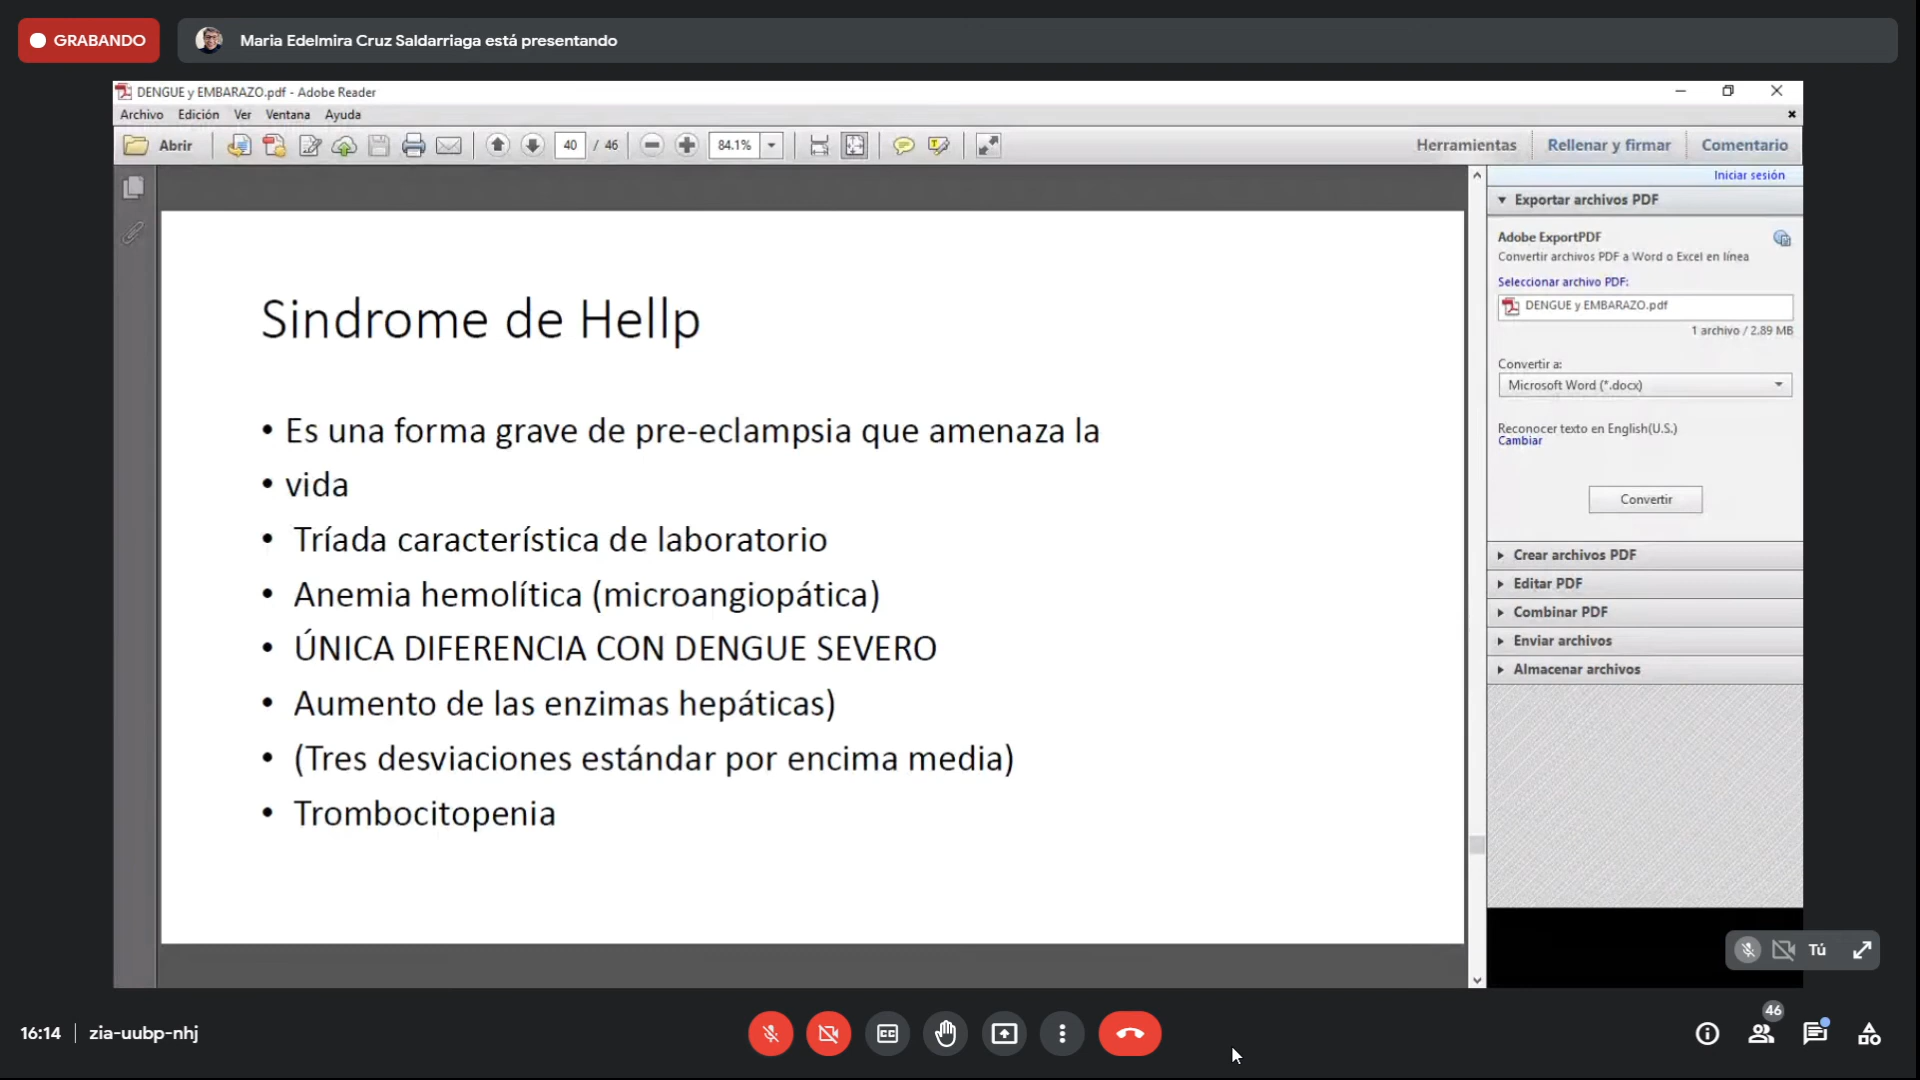 GRABANDO
Maria Edelmira Cruz Saldarriaga está presentando
DENGUE y EMBARAZO.pdf - Adobe Reader
Archivo Edición Ver Ventana Ayuda
Abrir 40 / 46 84.1% Herramientas Rellenar y firmar Comentario
Iniciar sesión
Exportar archivos PDF
Adobe ExportPDF
Convertir archivos PDF a Word o Excel en línea
Seleccionar archivo PDF:
DENGUE y EMBARAZO.pdf
1 archivo / 2.89 MB
Convertir a:
Microsoft Word (*.docx)
Reconocer texto en English(U.S.)
Cambiar
Convertir
Crear archivos PDF
Editar PDF
Combinar PDF
Enviar archivos
Almacenar archivos
Sindrome de Hellp
• Es una forma grave de pre-eclampsia que amenaza la
• vida
• Tríada característica de laboratorio
• Anemia hemolítica (microangiopática)
• ÚNICA DIFERENCIA CON DENGUE SEVERO
• Aumento de las enzimas hepáticas)
• (Tres desviaciones estándar por encima media)
• Trombocitopenia
Tú
16:14 zia-uubp-nhj
CC
46